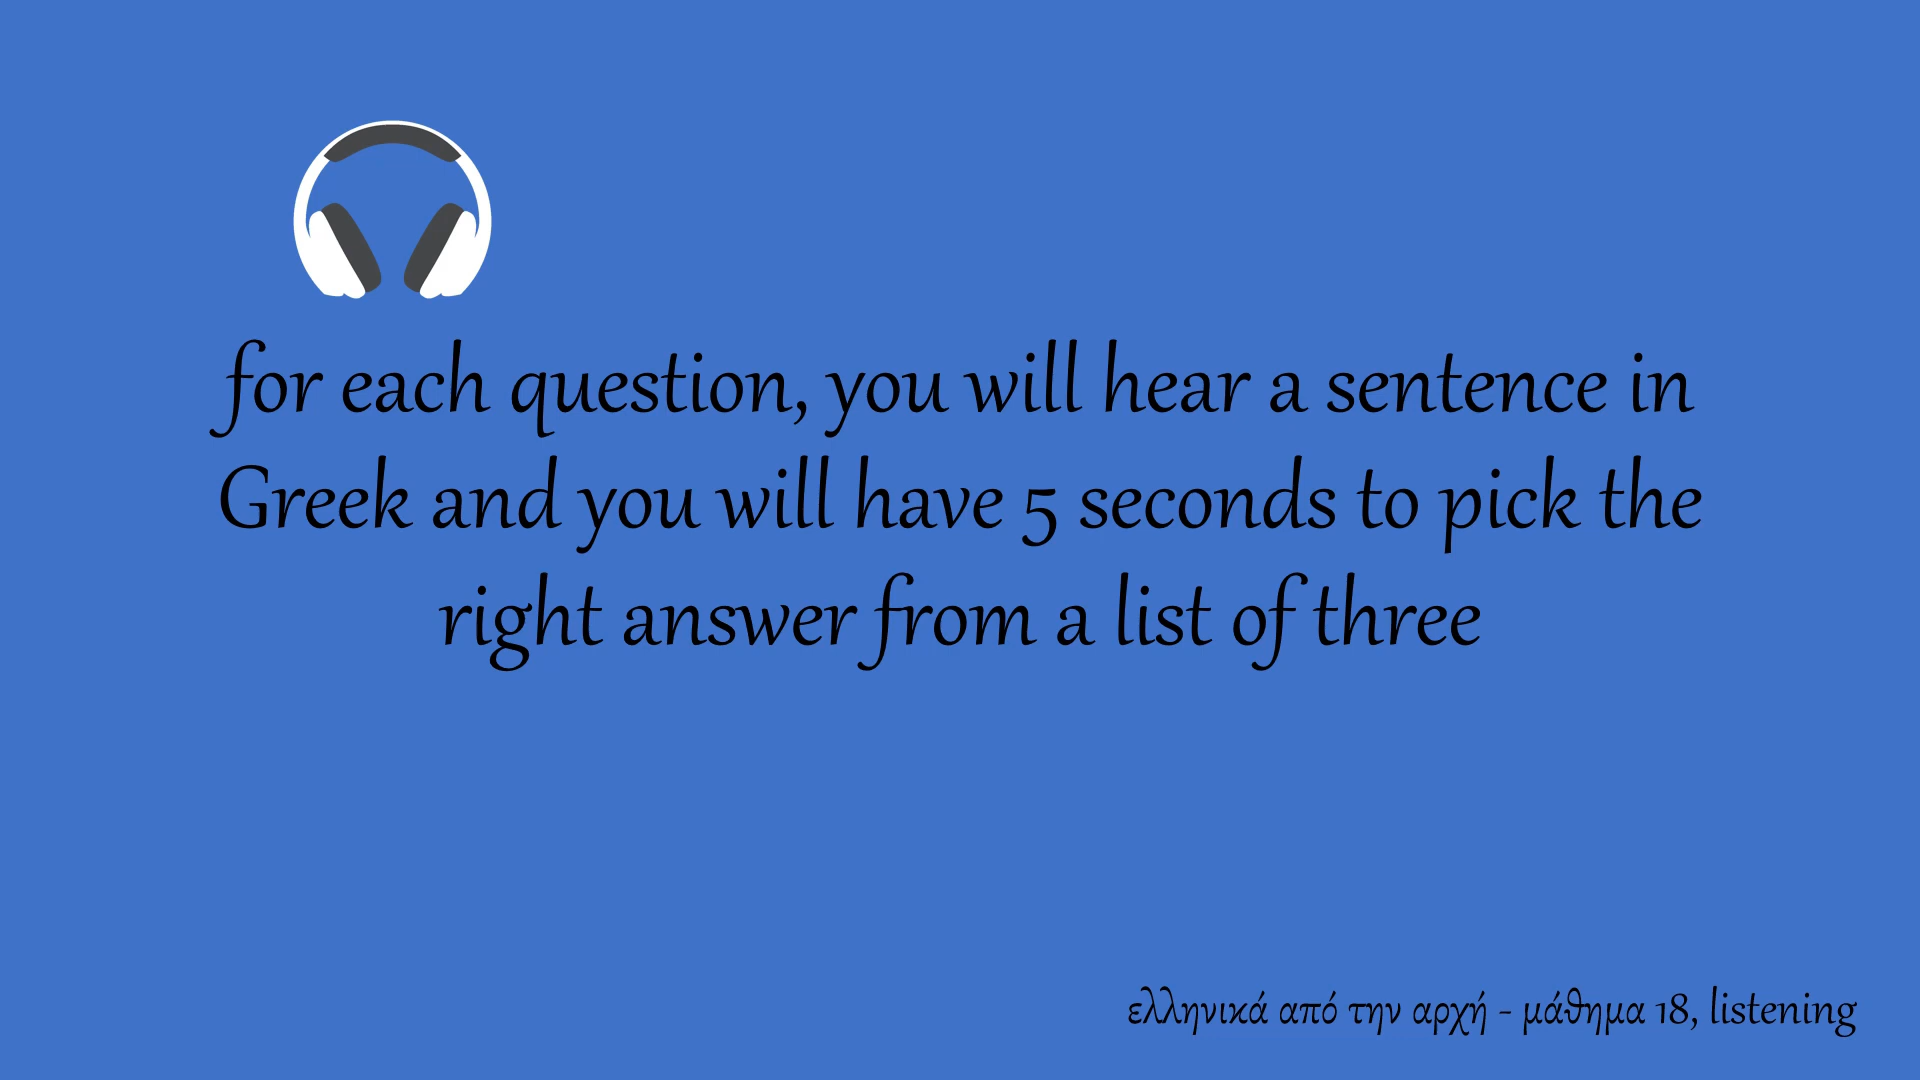 for each question, you will hear a sentence in
Greek and you will have 5 seconds to pick the
right answer from a list of three
ελληνικά από την αρχή - μάθημα 18, listening